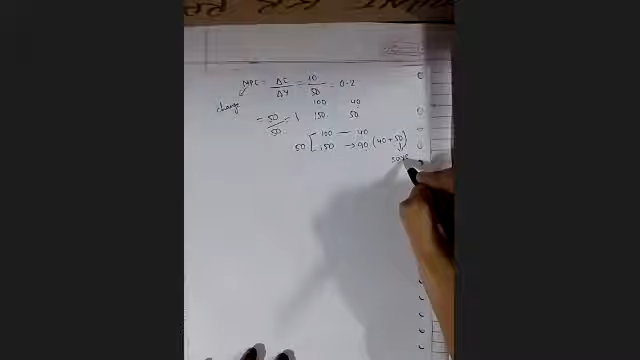 MPC = ΔC/ΔY = 10/50 = 0.2
change
100 40
150 50
= 50/50 = 1
50 [ 100 — 40
150 → 90 (40 + 50)